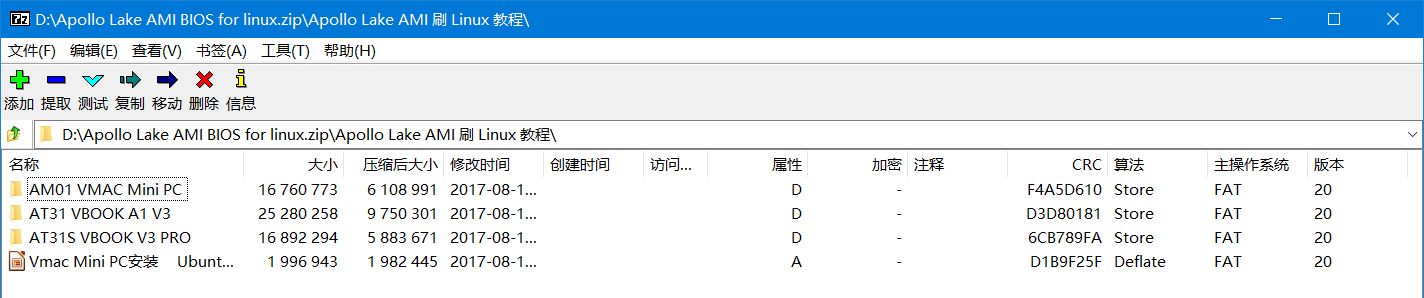 D:\Apollo Lake AMI BIOS for linux.zip\Apollo Lake AMI 刷 Linux 教程\
文件(F) 编辑(E) 查看(V) 书签(A) 工具(T) 帮助(H)
添加 提取 测试 复制 移动 删除 信息
D:\Apollo Lake AMI BIOS for linux.zip\Apollo Lake AMI 刷 Linux 教程\
名称 大小 压缩后大小 修改时间 创建时间 访问... 属性 加密 注释 CRC 算法 主操作系统 版本
AM01 VMAC Mini PC 16 760 773 6 108 991 2017-08-1... D - F4A5D610 Store FAT 20
AT31 VBOOK A1 V3 25 280 258 9 750 301 2017-08-1... D - D3D80181 Store FAT 20
AT31S VBOOK V3 PRO 16 892 294 5 883 671 2017-08-1... D - 6CB789FA Store FAT 20
Vmac Mini PC安装 Ubunt... 1 996 943 1 982 445 2017-08-1... A - D1B9F25F Deflate FAT 20